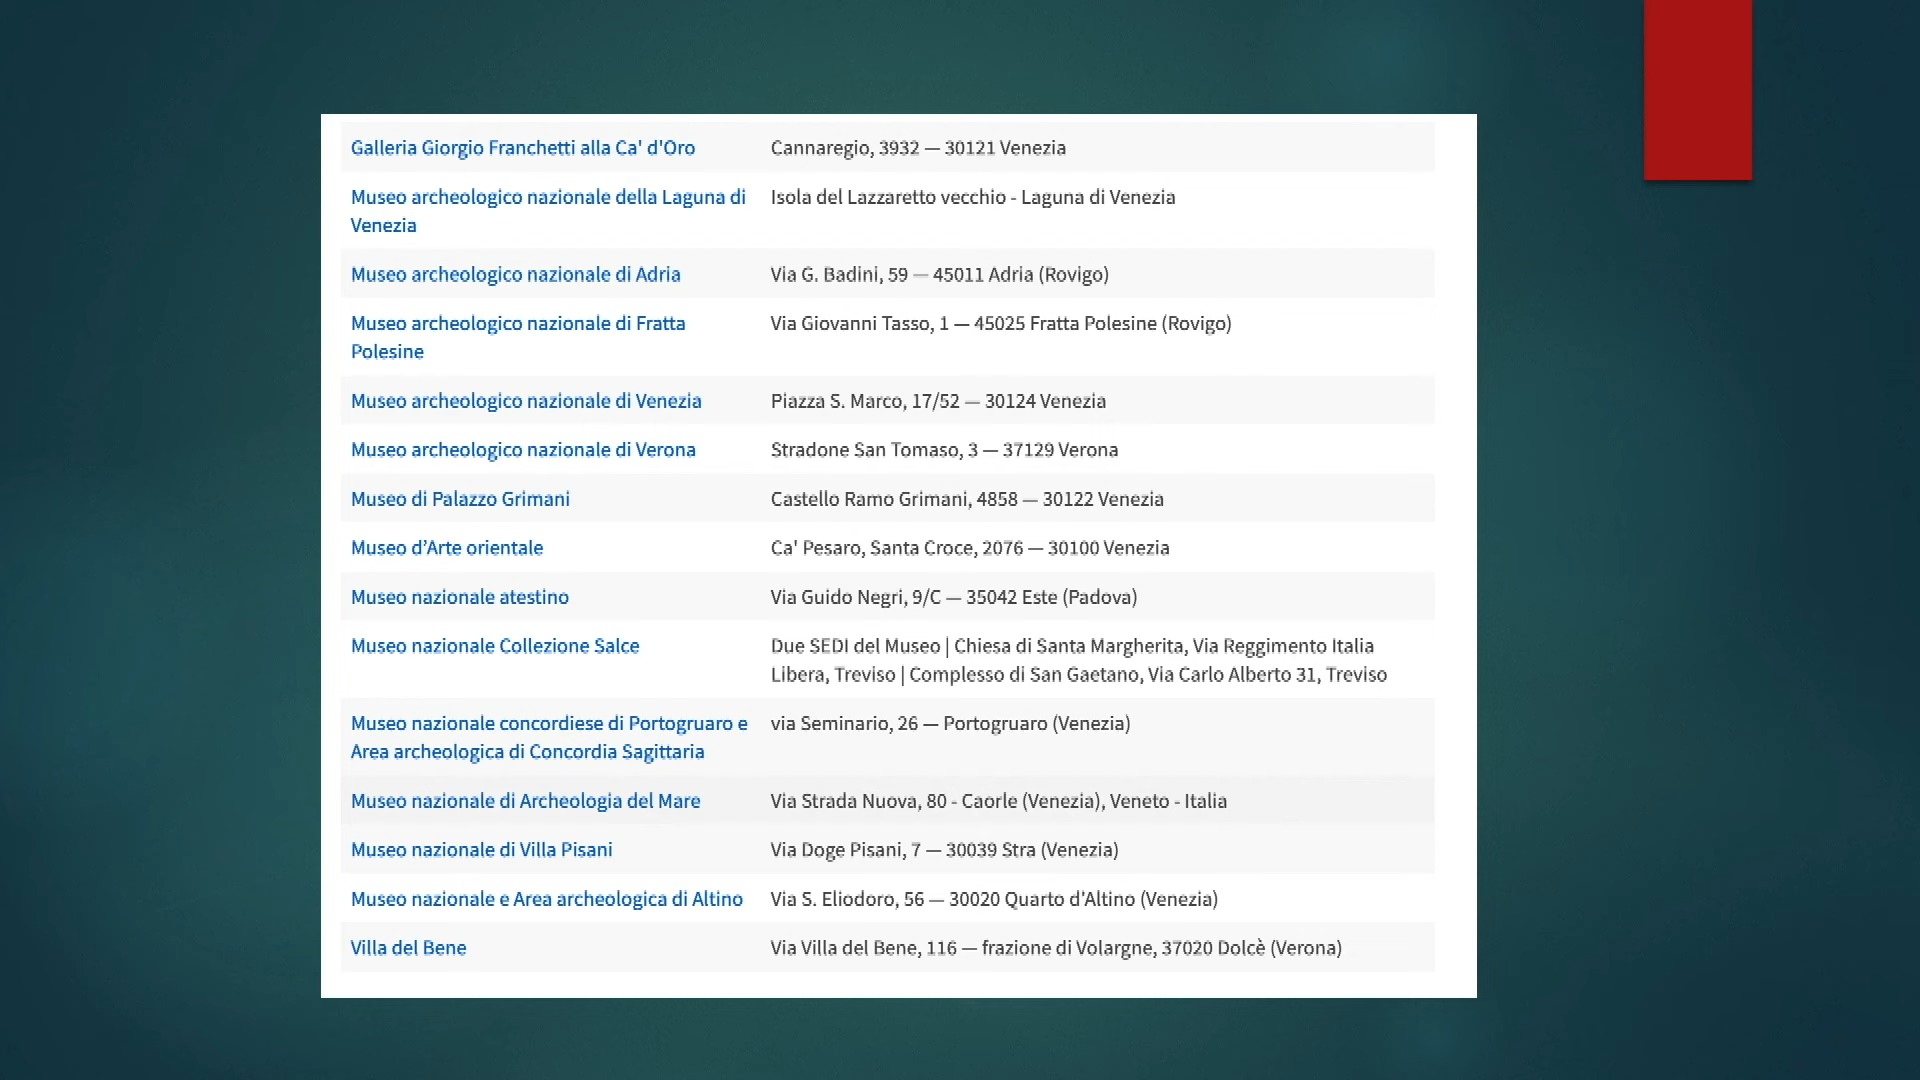 Galleria Giorgio Franchetti alla Ca' d'Oro Cannaregio, 3932 — 30121 Venezia
Museo archeologico nazionale della Laguna di Isola del Lazzaretto vecchio - Laguna di Venezia
Venezia
Museo archeologico nazionale di Adria Via G. Badini, 59 — 45011 Adria (Rovigo)
Museo archeologico nazionale di Fratta Via Giovanni Tasso, 1 — 45025 Fratta Polesine (Rovigo)
Polesine
Museo archeologico nazionale di Venezia Piazza S. Marco, 17/52 — 30124 Venezia
Museo archeologico nazionale di Verona Stradone San Tomaso, 3 — 37129 Verona
Museo di Palazzo Grimani Castello Ramo Grimani, 4858 — 30122 Venezia
Museo d’Arte orientale Ca' Pesaro, Santa Croce, 2076 — 30100 Venezia
Museo nazionale atestino Via Guido Negri, 9/C — 35042 Este (Padova)
Museo nazionale Collezione Salce Due SEDI del Museo | Chiesa di Santa Margherita, Via Reggimento Italia
Libera, Treviso | Complesso di San Gaetano, Via Carlo Alberto 31, Treviso
Museo nazionale concordiese di Portogruaro e via Seminario, 26 — Portogruaro (Venezia)
Area archeologica di Concordia Sagittaria
Museo nazionale di Archeologia del Mare Via Strada Nuova, 80 - Caorle (Venezia), Veneto - Italia
Museo nazionale di Villa Pisani Via Doge Pisani, 7 — 30039 Stra (Venezia)
Museo nazionale e Area archeologica di Altino Via S. Eliodoro, 56 — 30020 Quarto d'Altino (Venezia)
Villa del Bene Via Villa del Bene, 116 — frazione di Volargne, 37020 Dolcè (Verona)